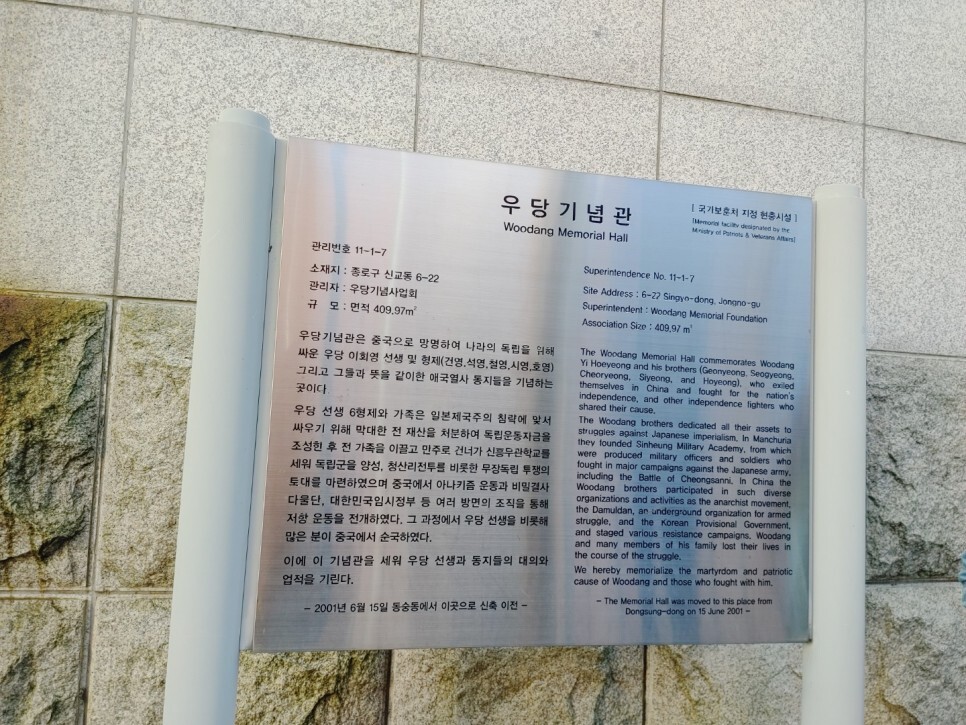 우당기념관
Woodang Memorial Hall
[ 국가보훈처 지정 현충시설 ]
[Memorial facility designated by the
Ministry of Patriots & Veterans Affairs]
관리번호 11-1-7
소재지 : 종로구 신교동 6-22
관리자 : 우당기념사업회
규 모 : 면적 409.97㎡
우당기념관은 중국으로 망명하여 나라의 독립을 위해
싸운 우당 이회영 선생 및 형제(건영,석영,철영,시영,호영)
그리고 그들과 뜻을 같이한 애국열사 동지들을 기념하는
곳이다.
우당 선생 6형제와 가족은 일본제국주의 침략에 맞서
싸우기 위해 막대한 전 재산을 처분하여 독립운동자금을
조성한 후 전 가족을 이끌고 만주로 건너가 신흥무관학교를
세워 독립군을 양성, 청산리전투를 비롯한 무장독립 투쟁의
토대를 마련하였으며 중국에서 아나키즘 운동과 비밀결사
다물단, 대한민국임시정부 등 여러 방면의 조직을 통해
저항 운동을 전개하였다. 그 과정에서 우당 선생을 비롯해
많은 분이 중국에서 순국하였다.
이에 이 기념관을 세워 우당 선생과 동지들의 대의와
업적을 기린다.
- 2001년 6월 15일 동숭동에서 이곳으로 신축 이전 -
Superintendence No. 11-1-7
Site Address : 6-22 Singyo-dong, Jongno-gu
Superintendent : Woodang Memorial Foundation
Association Size : 409.97 ㎡
The Woodang Memorial Hall commemorates Woodang
Yi Hoeyeong and his brothers (Geonyeong, Seogyeong,
Cheoryeong, Siyeong, and Hoyeong), who exiled
themselves in China and fought for the nation's
independence, and other independence fighters who
shared their cause.
The Woodang brothers dedicated all their assets to
struggles against Japanese imperialism. In Manchuria
they founded Sinheung Military Academy, from which
were produced military officers and soldiers who
fought in major campaigns against the Japanese army,
including the Battle of Cheongsanni. In China the
Woodang brothers participated in such diverse
organizations and activities as the anarchist movement,
the Damuldan, an underground organization for armed
struggle, and the Korean Provisional Government,
and staged various resistance campaigns. Woodang
and many members of his family lost their lives in
the course of the struggle.
We hereby memorialize the martyrdom and patriotic
cause of Woodang and those who fought with him.
- The Memorial Hall was moved to this place from
Dongsung-dong on 15 June 2001 -